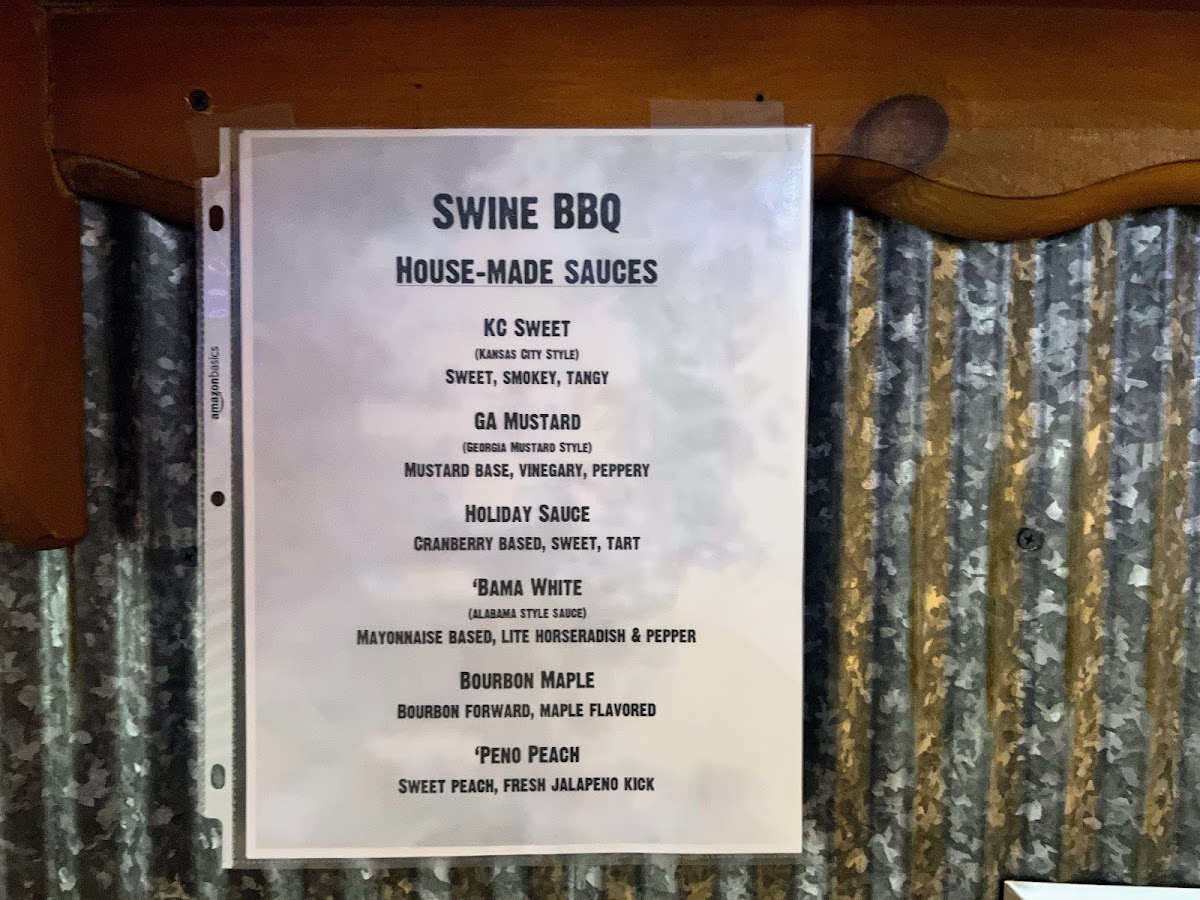 SWINE BBQ
HOUSE-MADE SAUCES
KC SWEET
(KANSAS CITY STYLE)
SWEET, SMOKEY, TANGY
GA MUSTARD
(GEORGIA MUSTARD STYLE)
MUSTARD BASE, VINEGARY, PEPPERY
HOLIDAY SAUCE
CRANBERRY BASED, SWEET, TART
‘BAMA WHITE
(ALABAMA STYLE SAUCE)
MAYONNAISE BASED, LITE HORSERADISH & PEPPER
BOURBON MAPLE
BOURBON FORWARD, MAPLE FLAVORED
‘PENO PEACH
SWEET PEACH, FRESH JALAPENO KICK
amazonbasics